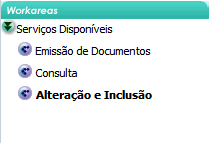 Workareas
Serviços Disponíveis
Emissão de Documentos
Consulta
Alteração e Inclusão